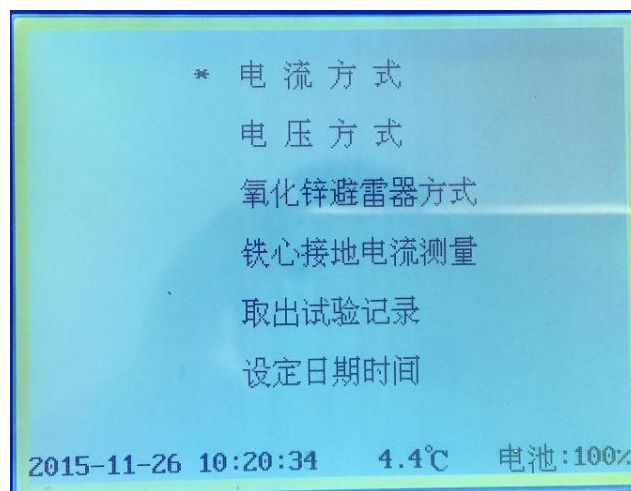 * 电流方式
电压方式
氧化锌避雷器方式
铁心接地电流测量
取出试验记录
设定日期时间
2015-11-26 10:20:34 4.4℃ 电池:100%